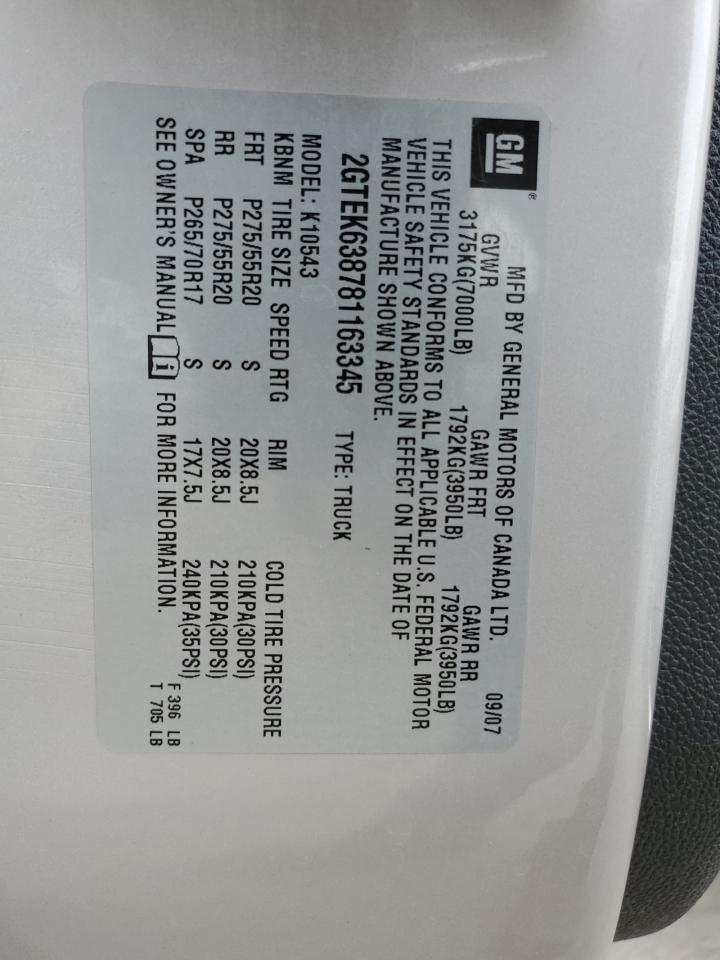 GM®
MFD BY GENERAL MOTORS OF CANADA LTD.
09/07
GVWR GAWR FRT GAWR RR
3175KG(7000LB) 1792KG(3950LB) 1792KG(3950LB)
THIS VEHICLE CONFORMS TO ALL APPLICABLE U.S. FEDERAL MOTOR
VEHICLE SAFETY STANDARDS IN EFFECT ON THE DATE OF
MANUFACTURE SHOWN ABOVE.
2GTEK638781163345 TYPE: TRUCK
MODEL: K10543
KBNM TIRE SIZE SPEED RTG RIM COLD TIRE PRESSURE
FRT P275/55R20 S 20X8.5J 210KPA(30PSI)
RR P275/55R20 S 20X8.5J 210KPA(30PSI)
SPA P265/70R17 S 17X7.5J 240KPA(35PSI)
SEE OWNER'S MANUAL i FOR MORE INFORMATION.
F 396 LB
T 705 LB